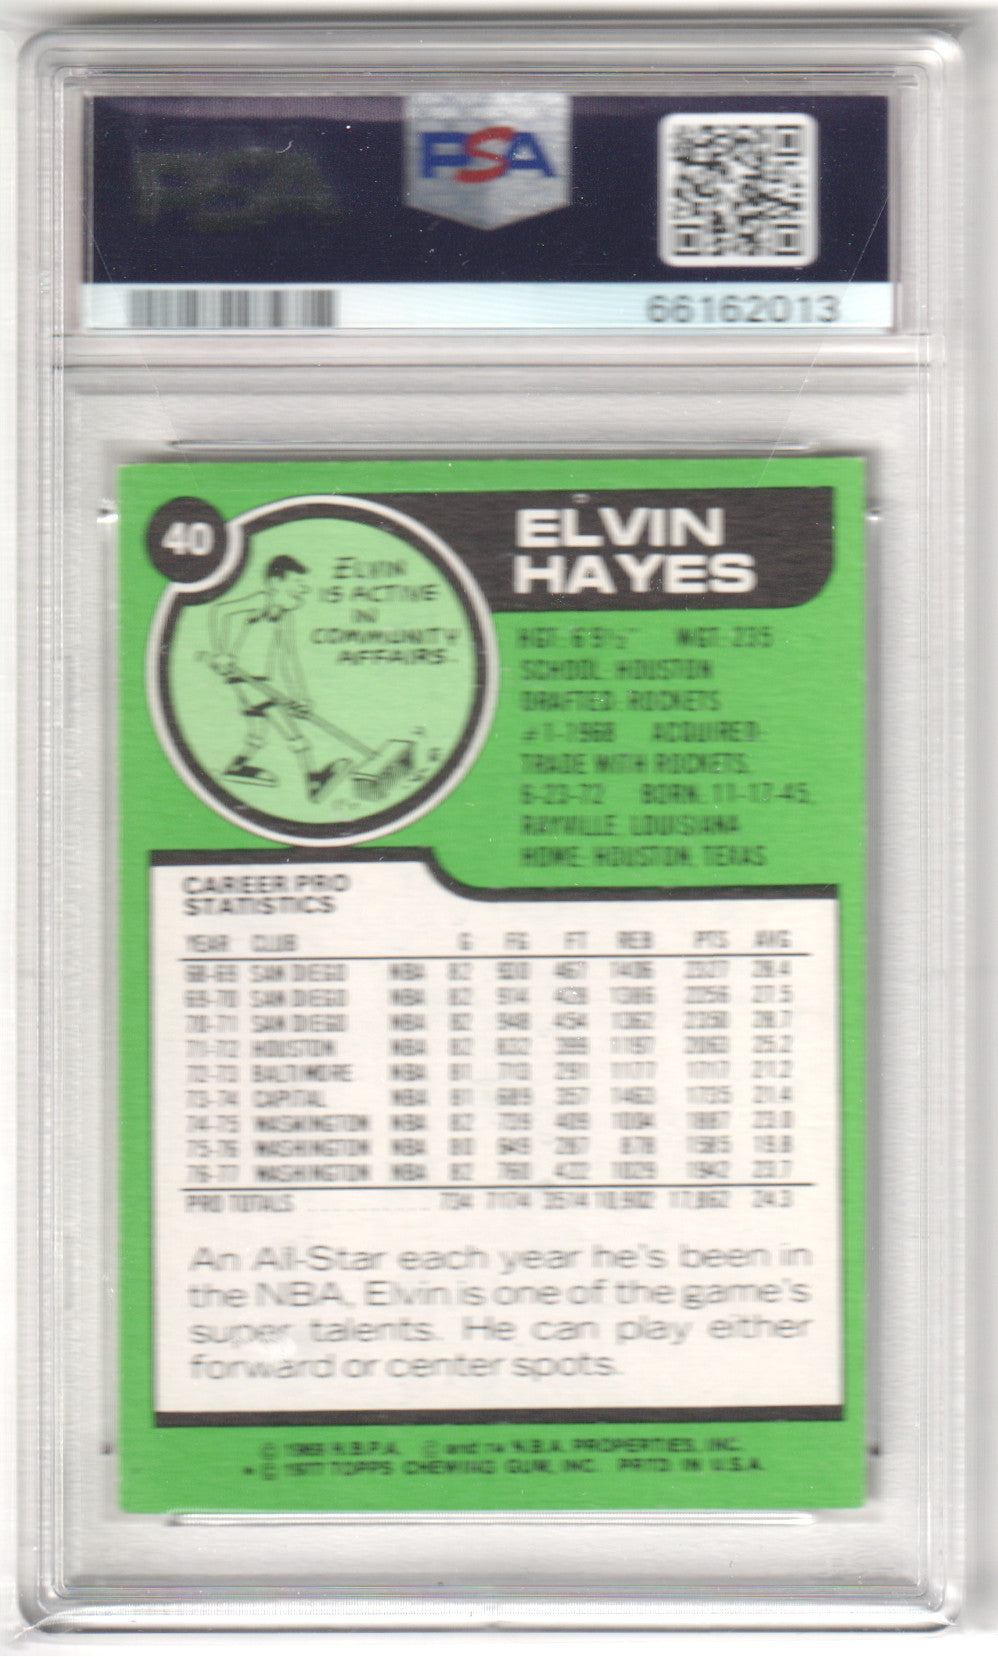 PSA
66162013
40
ELVIN
HAYES
ELVIN
IS ACTIVE
IN
COMMUNITY
AFFAIRS.
HGT: 6'9½" WGT: 235
SCHOOL: HOUSTON
DRAFTED: ROCKETS
#1-1968 ACQUIRED:
TRADE WITH ROCKETS,
6-23-72 BORN: 11-17-45,
RAYVILLE, LOUISIANA
HOME: HOUSTON, TEXAS
CAREER PRO
STATISTICS
YEAR CLUB G FG FT REB PTS AVG
68-69 SAN DIEGO NBA 82 930 467 1406 2327 28.4
69-70 SAN DIEGO NBA 82 914 428 1386 2256 27.5
70-71 SAN DIEGO NBA 82 948 454 1362 2350 28.7
71-72 HOUSTON NBA 82 832 399 1197 2063 25.2
72-73 BALTIMORE NBA 81 713 291 1177 1717 21.2
73-74 CAPITAL NBA 81 689 357 1463 1735 21.4
74-75 WASHINGTON NBA 82 739 409 1004 1887 23.0
75-76 WASHINGTON NBA 80 649 287 878 1585 19.8
76-77 WASHINGTON NBA 82 760 422 1029 1942 23.7
PRO TOTALS 734 7174 3514 10,902 17,862 24.3
An All-Star each year he's been in
the NBA, Elvin is one of the game's
super talents. He can play either
forward or center spots.
© N.B.P.A. © and TM N.B.A. PROPERTIES, INC.
* © 1977 TOPPS CHEWING GUM, INC. PRTD IN U.S.A.